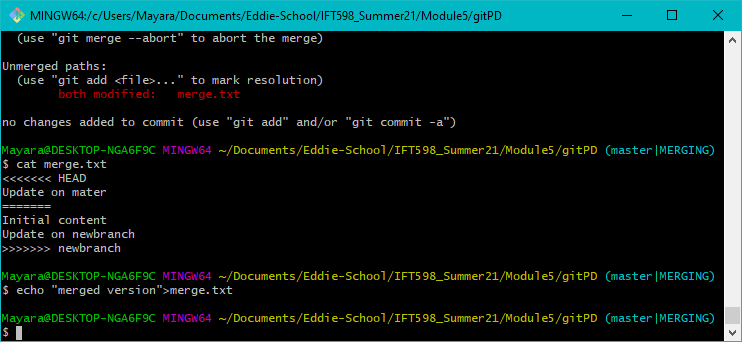 MINGW64:/c/Users/Mayara/Documents/Eddie-School/IFT598_Summer21/Module5/gitPD
(use "git merge --abort" to abort the merge)
Unmerged paths:
(use "git add <file>..." to mark resolution)
both modified:   merge.txt
no changes added to commit (use "git add" and/or "git commit -a")
Mayara@DESKTOP-NGA6F9C MINGW64 ~/Documents/Eddie-School/IFT598_Summer21/Module5/gitPD (master|MERGING)
$ cat merge.txt
<<<<<<< HEAD
Update on mater
=======
Initial content
Update on newbranch
>>>>>>> newbranch
Mayara@DESKTOP-NGA6F9C MINGW64 ~/Documents/Eddie-School/IFT598_Summer21/Module5/gitPD (master|MERGING)
$ echo "merged version">merge.txt
Mayara@DESKTOP-NGA6F9C MINGW64 ~/Documents/Eddie-School/IFT598_Summer21/Module5/gitPD (master|MERGING)
$